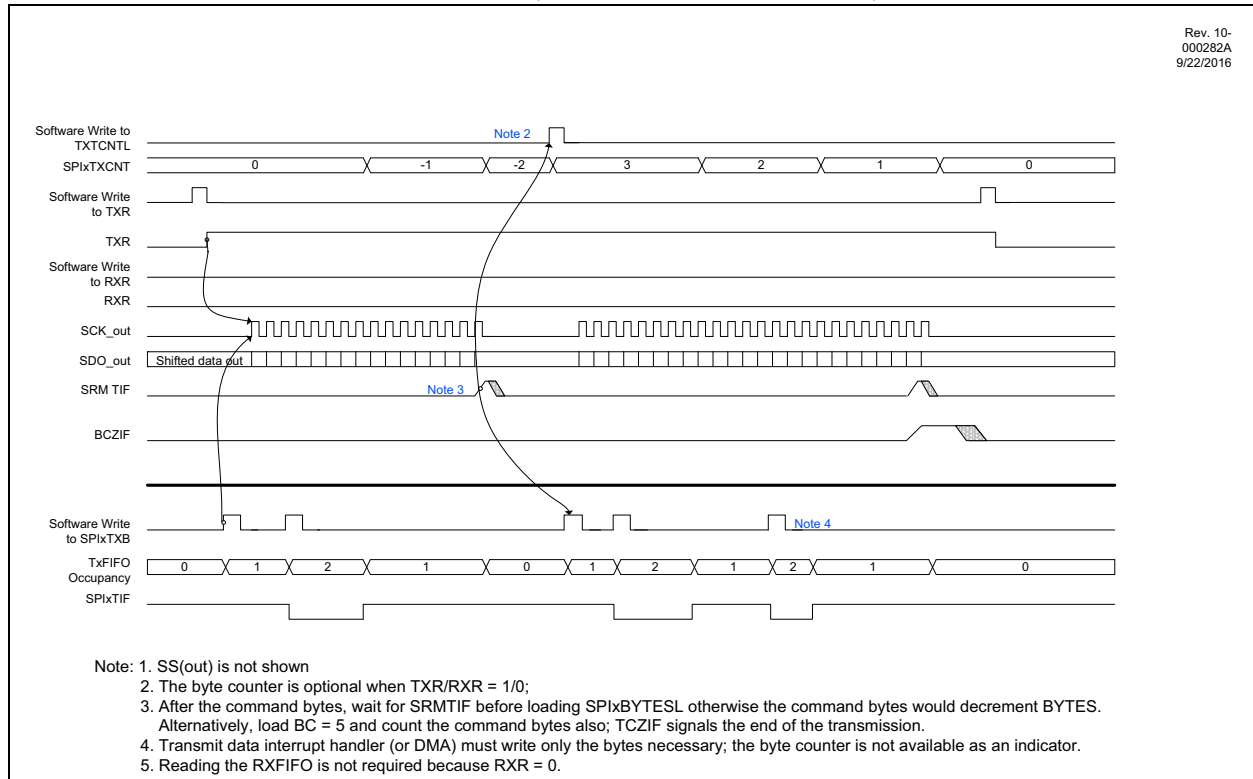 Rev. 10-
000282A
9/22/2016
Software Write to
TXTCNTL
Note 2
SPIxTXCNT
0 -1 -2 3 2 1 0
Software Write
to TXR
TXR
Software Write
to RXR
RXR
SCK_out
SDO_out
Shifted data out
SRM TIF
Note 3
BCZIF
Software Write
to SPIxTXB
Note 4
TxFIFO
Occupancy
0 1 2 1 0 1 2 1 2 1 0
SPIxTIF
Note: 1. SS(out) is not shown
2. The byte counter is optional when TXR/RXR = 1/0;
3. After the command bytes, wait for SRMTIF before loading SPIxBYTESL otherwise the command bytes would decrement BYTES.
Alternatively, load BC = 5 and count the command bytes also; TCZIF signals the end of the transmission.
4. Transmit data interrupt handler (or DMA) must write only the bytes necessary; the byte counter is not available as an indicator.
5. Reading the RXFIFO is not required because RXR = 0.